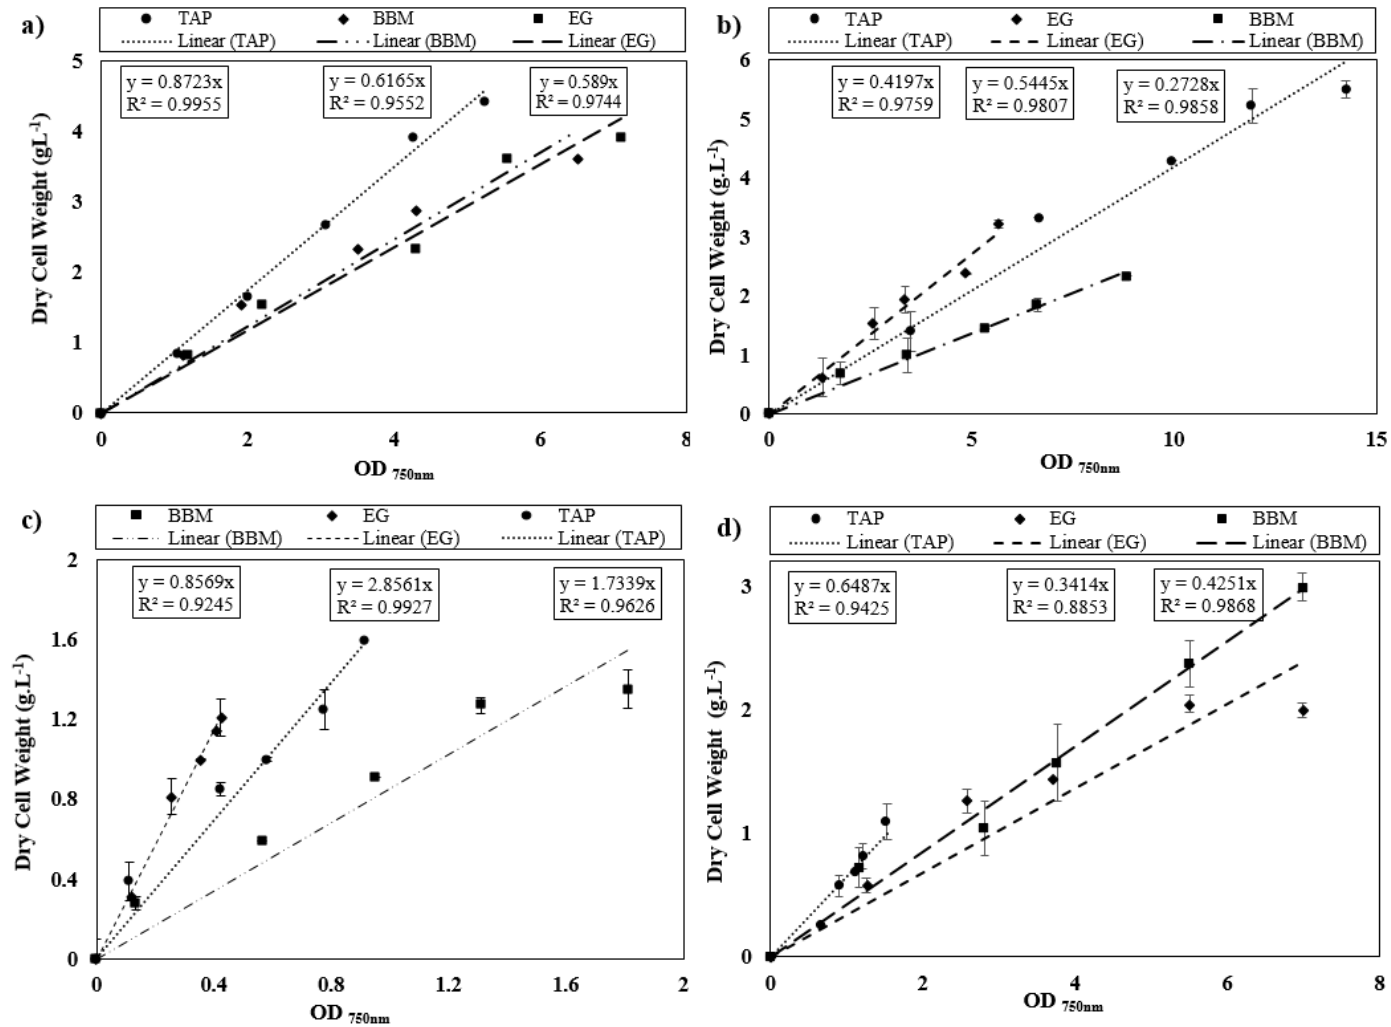 a)
TAP BBM EG
Linear (TAP) Linear (BBM) Linear (EG)
y = 0.8723x
R² = 0.9955
y = 0.6165x
R² = 0.9552
y = 0.589x
R² = 0.9744
Dry Cell Weight (gL⁻¹)
5
4
3
2
1
0
0 2 4 6 8
OD 750nm
b)
TAP EG BBM
Linear (TAP) Linear (EG) Linear (BBM)
y = 0.4197x
R² = 0.9759
y = 0.5445x
R² = 0.9807
y = 0.2728x
R² = 0.9858
Dry Cell Weight (g.L⁻¹)
6
5
4
3
2
1
0
0 5 10 15
OD 750nm
c)
BBM EG TAP
Linear (BBM) Linear (EG) Linear (TAP)
y = 0.8569x
R² = 0.9245
y = 2.8561x
R² = 0.9927
y = 1.7339x
R² = 0.9626
Dry Cell Weight (g.L⁻¹)
2
1.6
1.2
0.8
0.4
0
0 0.4 0.8 1.2 1.6 2
OD 750nm
d)
TAP EG BBM
Linear (TAP) Linear (EG) Linear (BBM)
y = 0.6487x
R² = 0.9425
y = 0.3414x
R² = 0.8853
y = 0.4251x
R² = 0.9868
Dry Cell Weight (g.L⁻¹)
3
2
1
0
0 2 4 6 8
OD 750nm